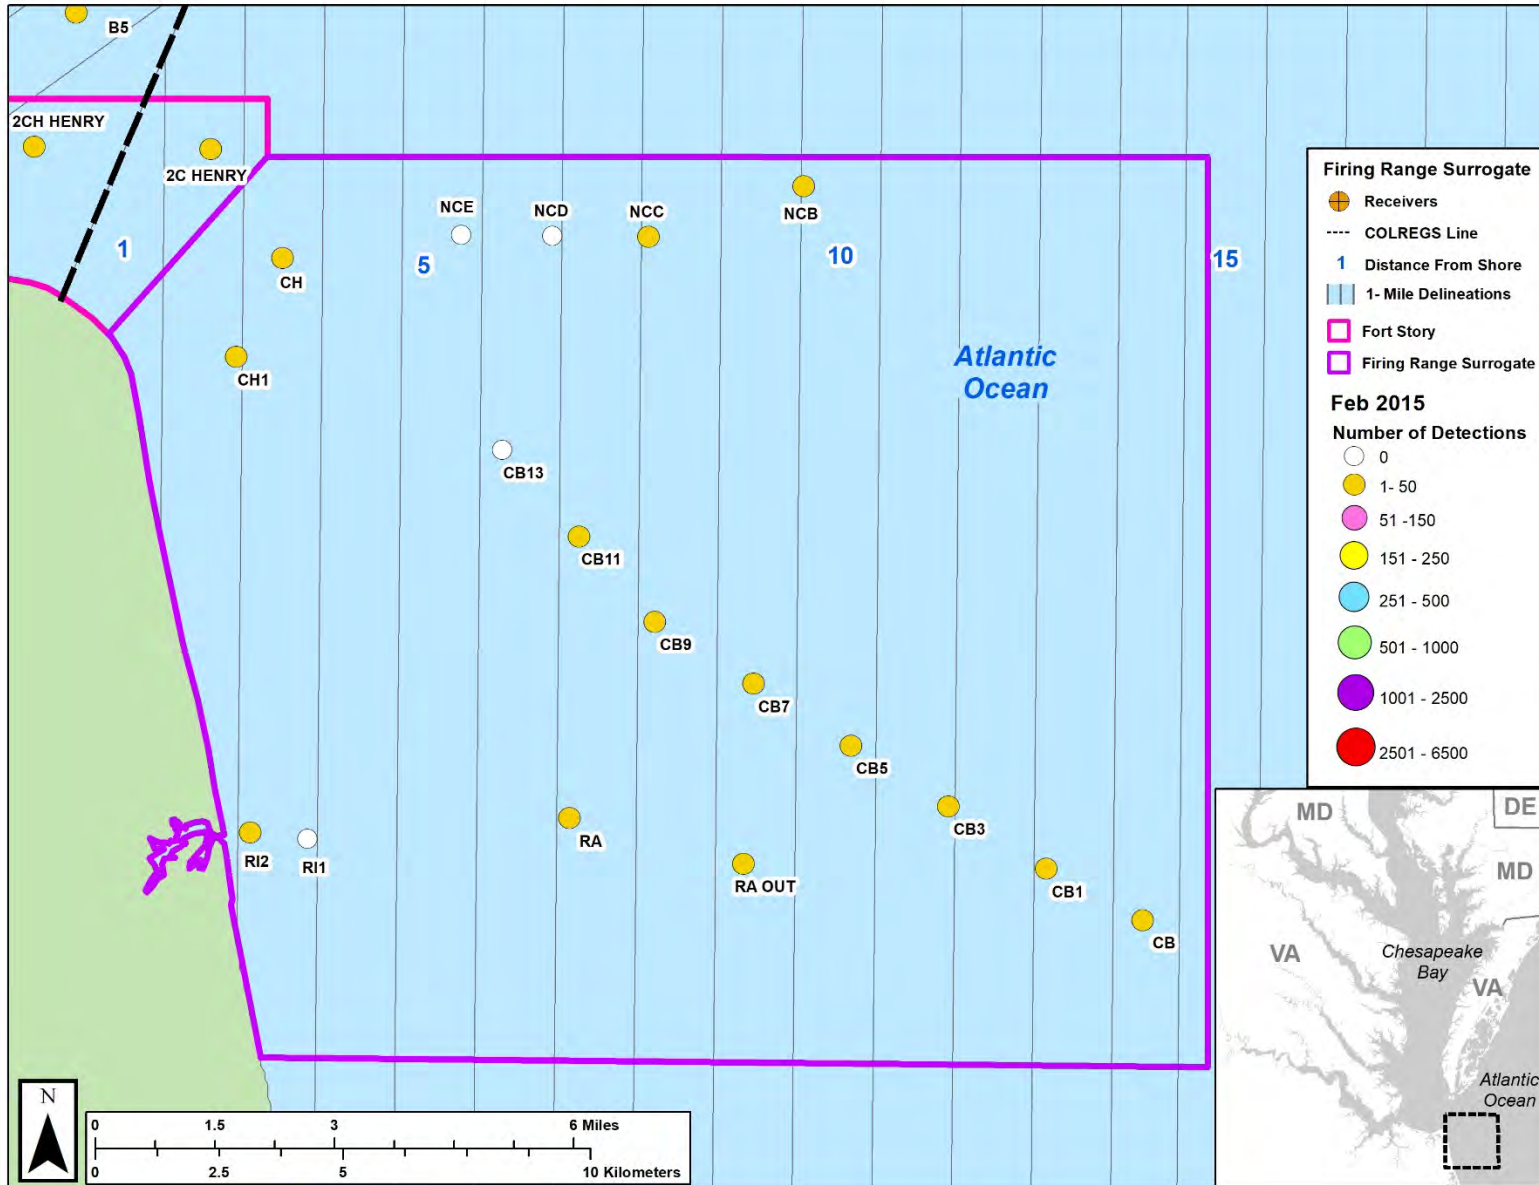 B5
2CH HENRY
2C HENRY
NCE
NCD
NCC
NCB
1
5
10
15
CH
CH1
Atlantic
Ocean
CB13
CB11
CB9
CB7
CB5
CB3
CB1
CB
RA
RA OUT
RI2
RI1
Firing Range Surrogate
Receivers
COLREGS Line
1 Distance From Shore
1- Mile Delineations
Fort Story
Firing Range Surrogate
Feb 2015
Number of Detections
0
1- 50
51 -150
151 - 250
251 - 500
501 - 1000
1001 - 2500
2501 - 6500
MD
DE
MD
VA
Chesapeake
Bay
VA
Atlantic
Ocean
N
0 1.5 3 6 Miles
0 2.5 5 10 Kilometers